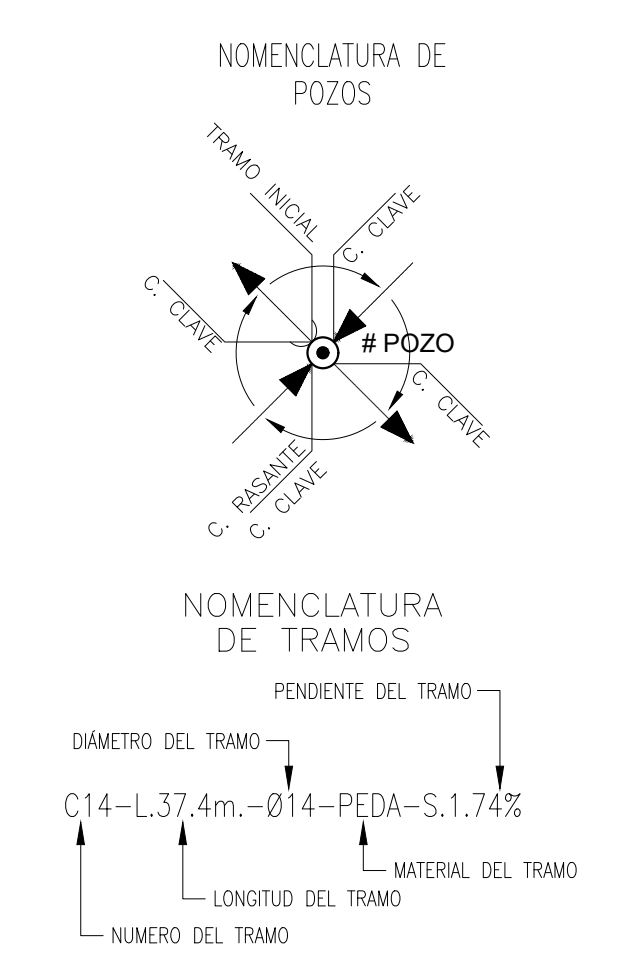 NOMENCLATURA DE
POZOS
TRAMO INICIAL
C. CLAVE
C. CLAVE
# POZO
C. CLAVE
C. RASANTE
C. CLAVE
NOMENCLATURA
DE TRAMOS
PENDIENTE DEL TRAMO
DIÁMETRO DEL TRAMO
C14-L.37.4m.-Ø14-PEDA-S.1.74%
MATERIAL DEL TRAMO
LONGITUD DEL TRAMO
NUMERO DEL TRAMO